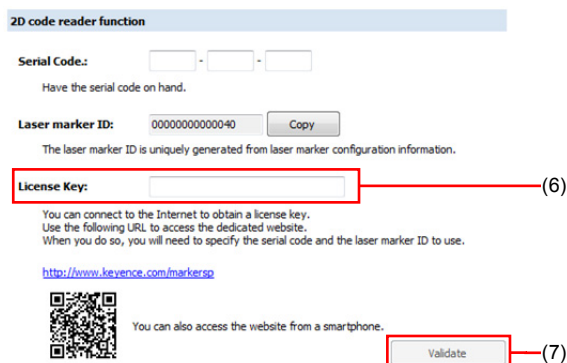 2D code reader function
Serial Code.: - -
Have the serial code on hand.
Laser marker ID: 00000000000040 Copy
The laser marker ID is uniquely generated from laser marker configuration information.
License Key: (6)
You can connect to the Internet to obtain a license key.
Use the following URL to access the dedicated website.
When you do so, you will need to specify the serial code and the laser marker ID to use.
http://www.keyence.com/markersp
You can also access the website from a smartphone.
Validate (7)